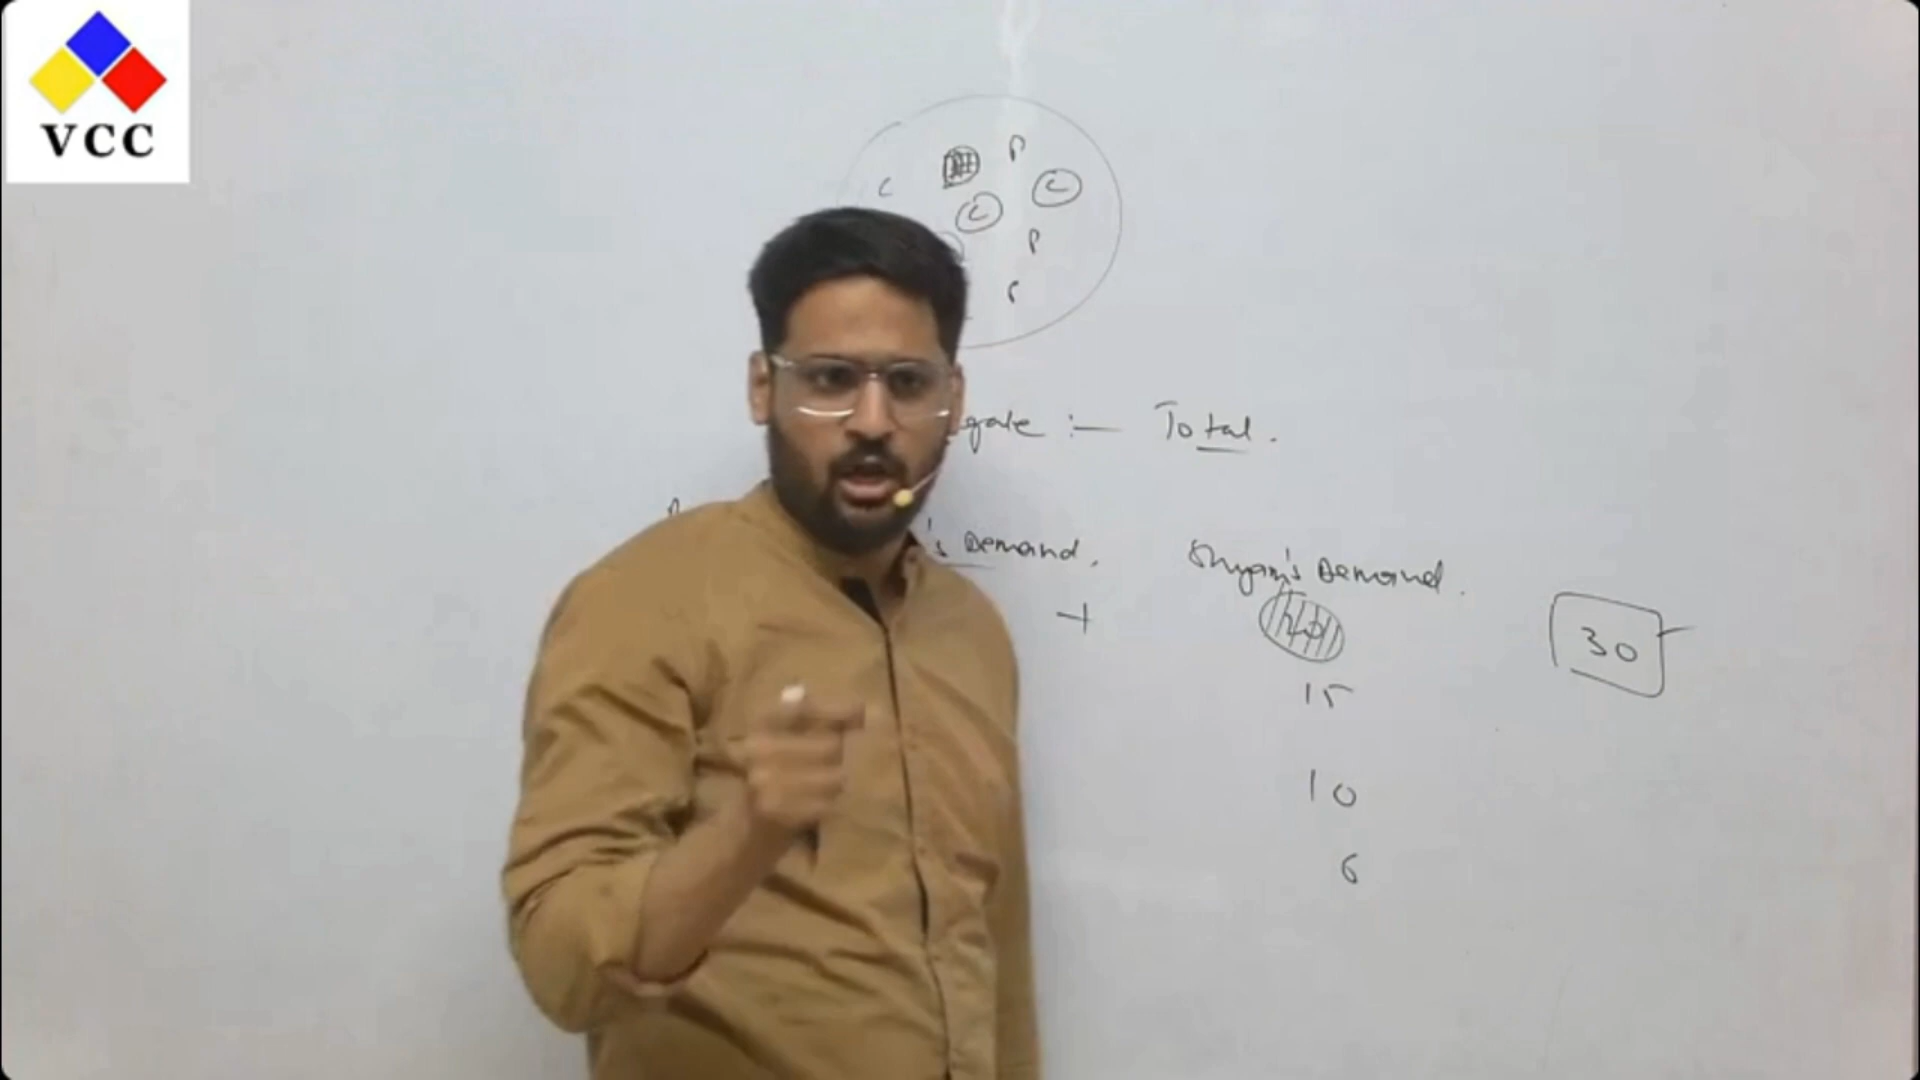 VCC
P
C
C
C
P
P
gate :- Total.
's Demand. Shyam's Demand.
+
30
15
10
6